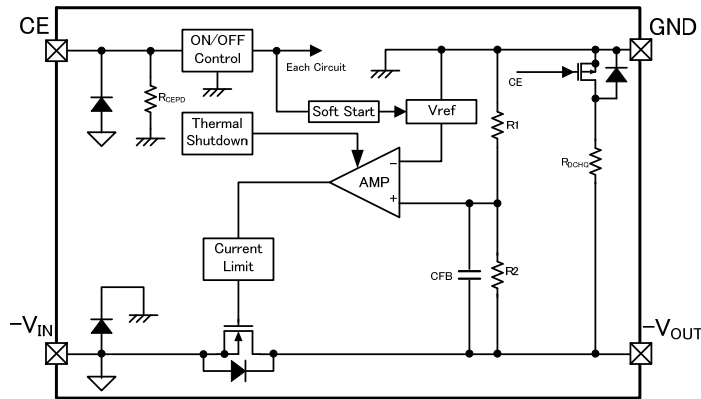 CE
GND
ON/OFF
Control
Each Circuit
CE
RCEPD
Soft Start
Vref
R1
Thermal
Shutdown
RDCHG
−
AMP
+
Current
Limit
CFB
R2
−VIN
−VOUT